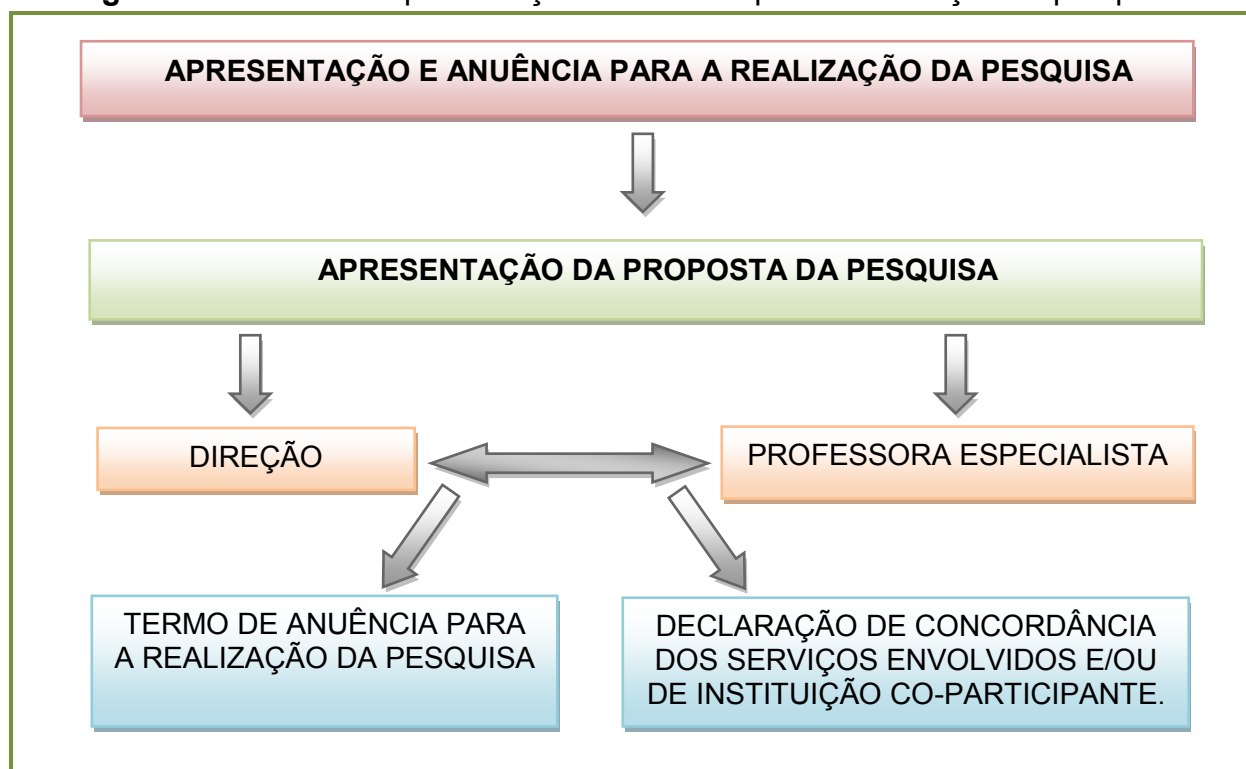 APRESENTAÇÃO E ANUÊNCIA PARA A REALIZAÇÃO DA PESQUISA
APRESENTAÇÃO DA PROPOSTA DA PESQUISA
DIREÇÃO
PROFESSORA ESPECIALISTA
TERMO DE ANUÊNCIA PARA
A REALIZAÇÃO DA PESQUISA
DECLARAÇÃO DE CONCORDÂNCIA
DOS SERVIÇOS ENVOLVIDOS E/OU
DE INSTITUIÇÃO CO-PARTICIPANTE.